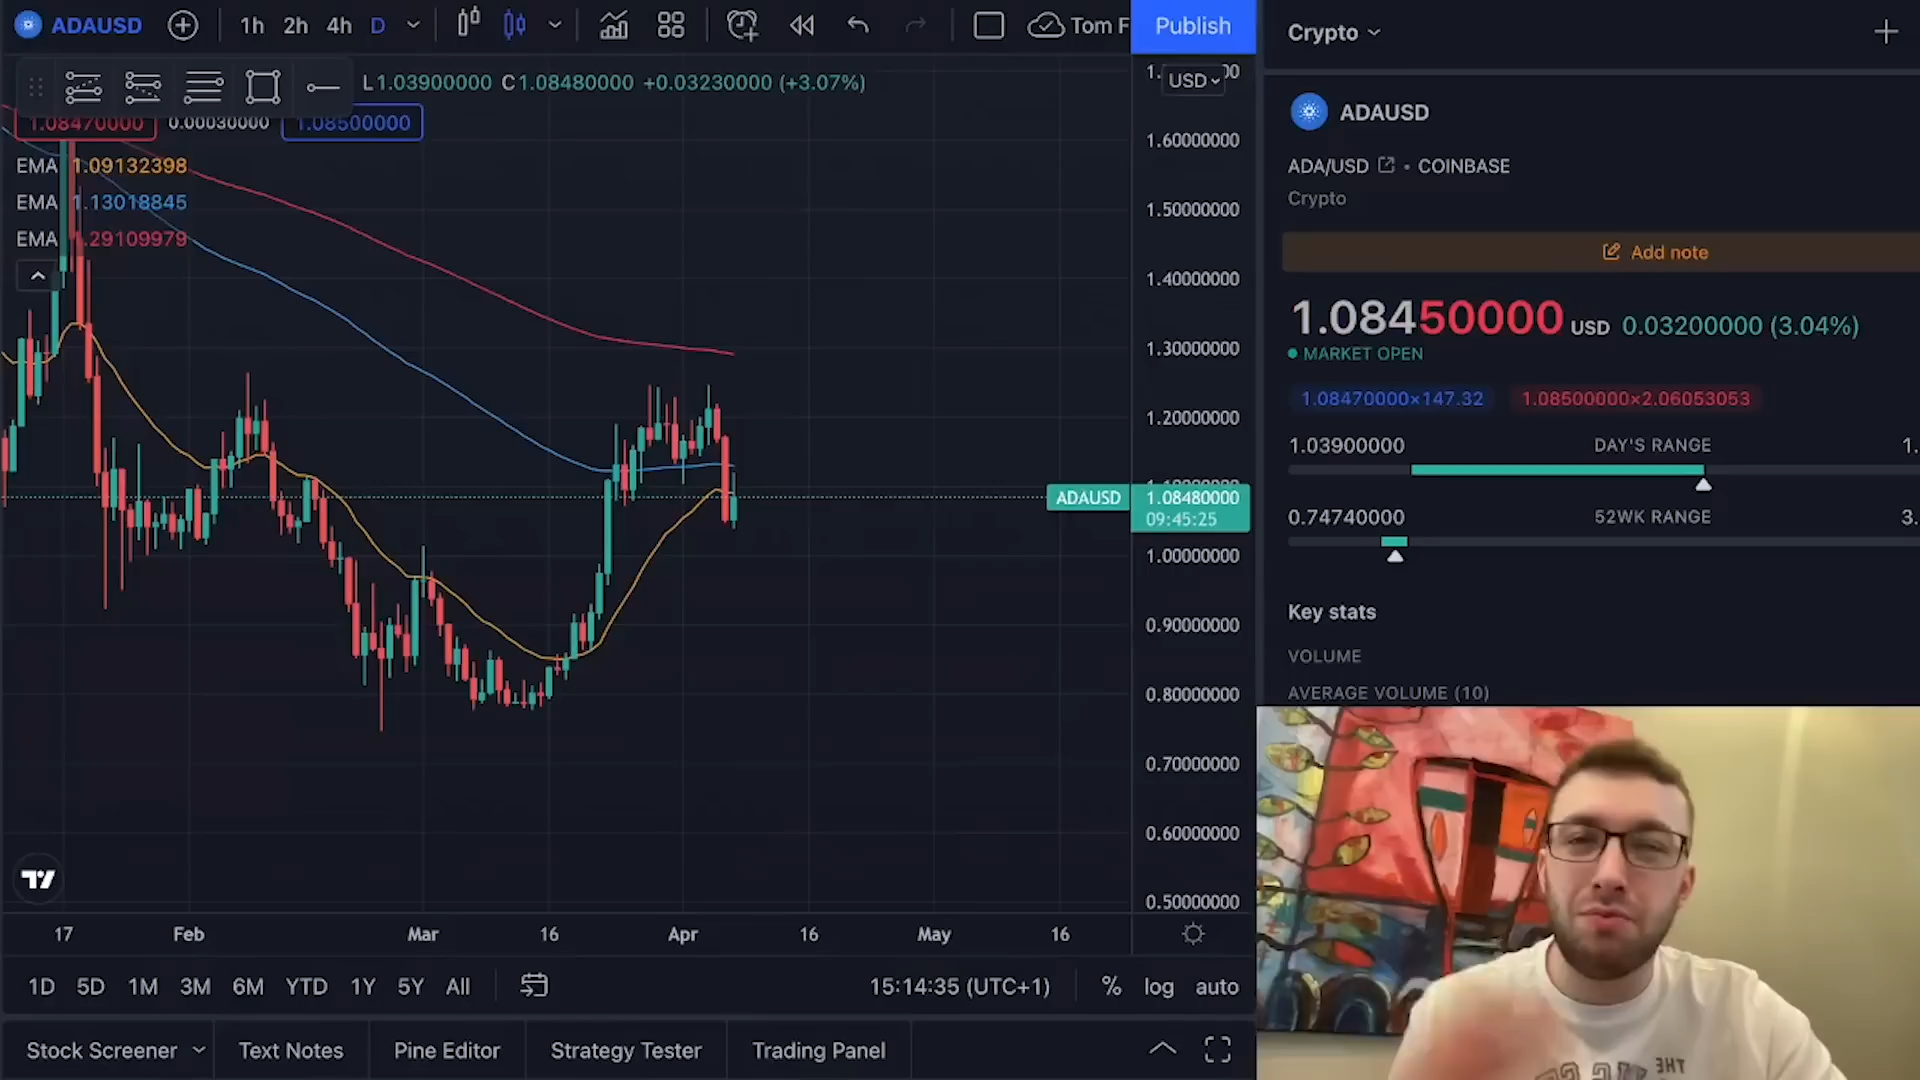 ADAUSD 1h 2h 4h D Tom F Publish
L1.03900000 C1.08480000 +0.03230000 (+3.07%)
1.08470000 0.00030000 1.08500000
EMA 1.09132398
EMA 1.13018845
EMA 1.29109979
USD
1.60000000
1.50000000
1.40000000
1.30000000
1.20000000
ADAUSD 1.08480000
09:45:25
1.00000000
0.90000000
0.80000000
0.70000000
0.60000000
0.50000000
17 Feb Mar 16 Apr 16 May 16
1D 5D 1M 3M 6M YTD 1Y 5Y All 15:14:35 (UTC+1) % log auto
Stock Screener Text Notes Pine Editor Strategy Tester Trading Panel
Crypto
ADAUSD
ADA/USD • COINBASE
Crypto
Add note
1.08450000 USD 0.03200000 (3.04%)
MARKET OPEN
1.08470000×147.32 1.08500000×2.06053053
1.03900000 DAY'S RANGE 1.
0.74740000 52WK RANGE 3.
Key stats
VOLUME
AVERAGE VOLUME (10)
THE